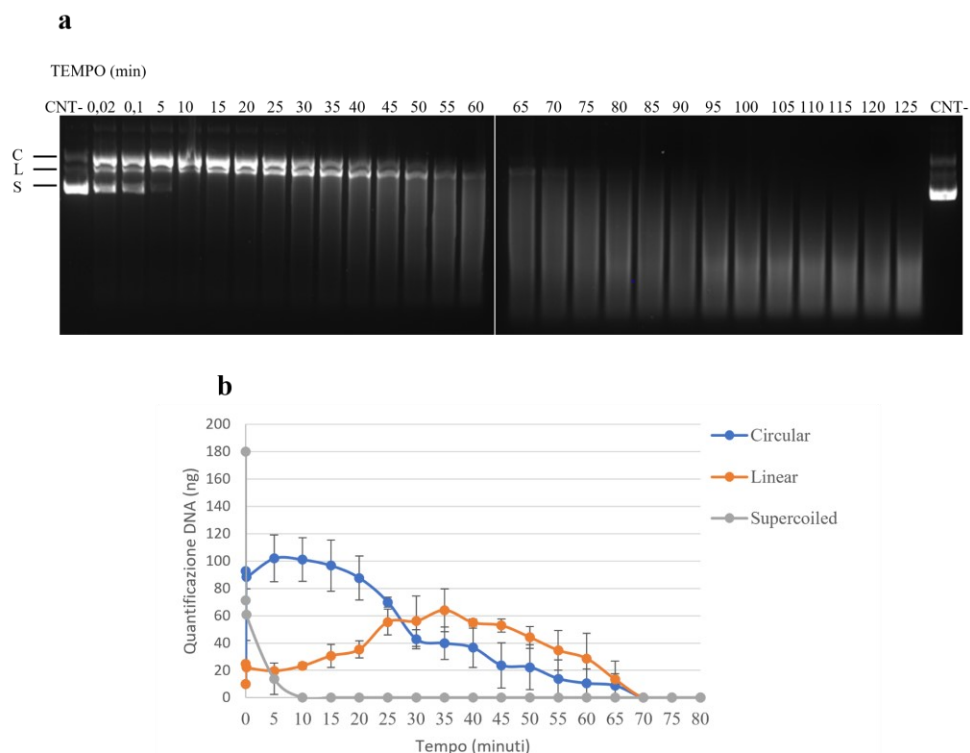 a
TEMPO (min)
CNT- 0,02 0,1 5 10 15 20 25 30 35 40 45 50 55 60 65 70 75 80 85 90 95 100 105 110 115 120 125 CNT-
C
L
S
b
200
180
160
140
120
100
80
60
40
20
0
Quantificazione DNA (ng)
0 5 10 15 20 25 30 35 40 45 50 55 60 65 70 75 80
Tempo (minuti)
Circular
Linear
Supercoiled